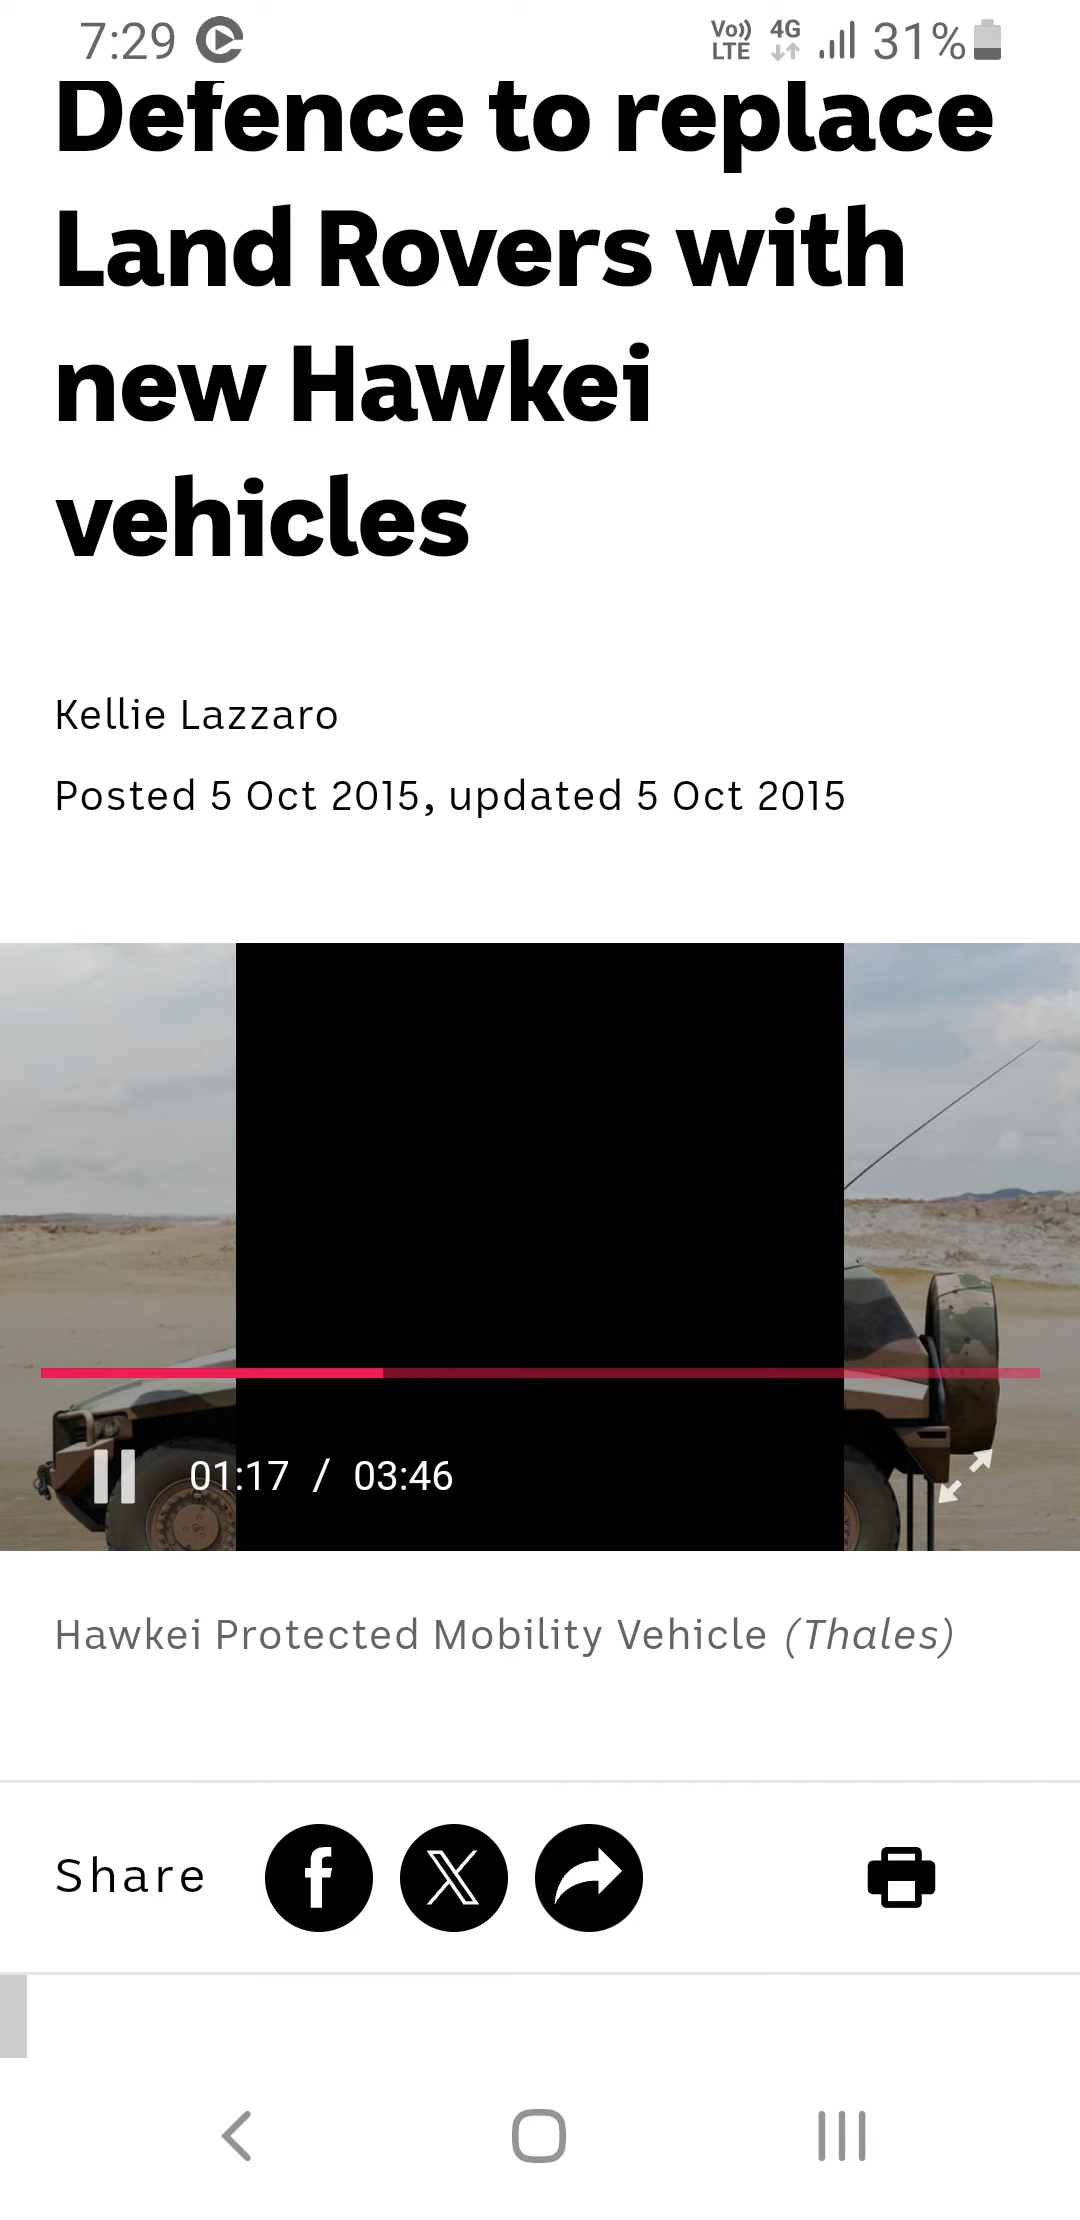 7:29 Vo)) LTE 4G 31%
Defence to replace
Land Rovers with
new Hawkei
vehicles
Kellie Lazzaro
Posted 5 Oct 2015, updated 5 Oct 2015
01:17 / 03:46
Hawkei Protected Mobility Vehicle (Thales)
Share